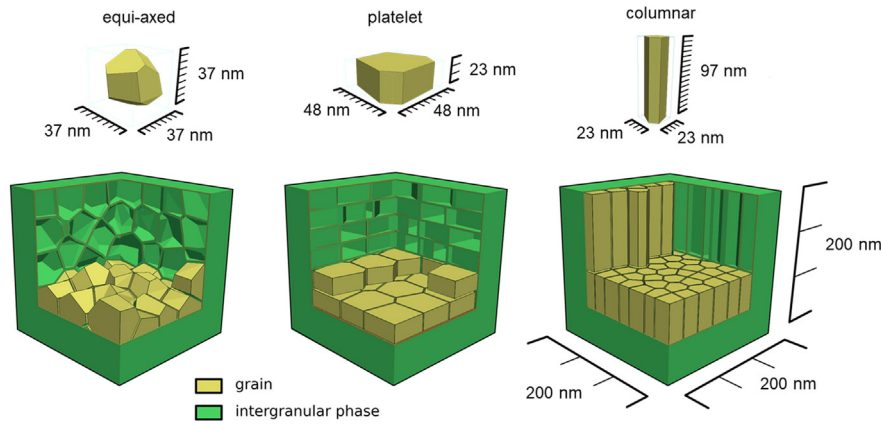 equi-axed
platelet
columnar
37 nm
37 nm
37 nm
23 nm
48 nm
48 nm
97 nm
23 nm
23 nm
200 nm
200 nm
200 nm
grain
intergranular phase